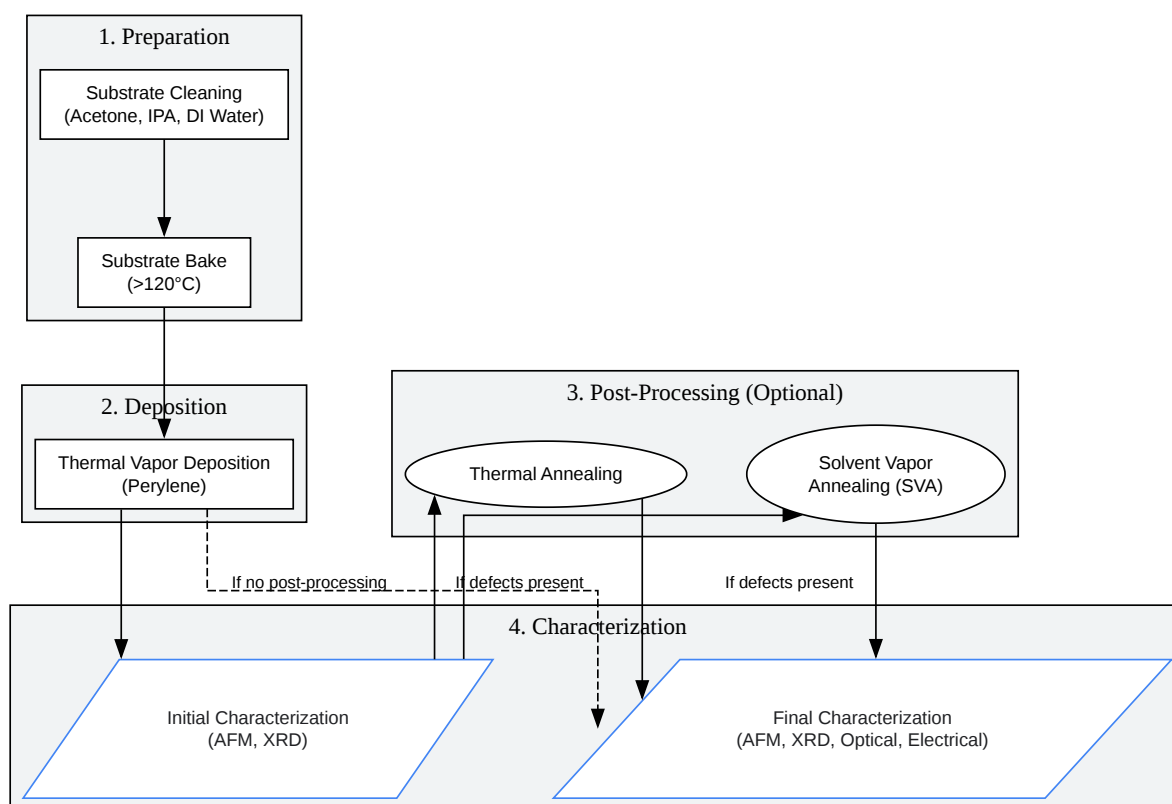 1. Preparation
Substrate Cleaning
(Acetone, IPA, DI Water)
Substrate Bake
(>120°C)
2. Deposition
Thermal Vapor Deposition
(Perylene)
3. Post-Processing (Optional)
Thermal Annealing
Solvent Vapor
Annealing (SVA)
If no post-processing
If defects present
If defects present
4. Characterization
Initial Characterization
(AFM, XRD)
Final Characterization
(AFM, XRD, Optical, Electrical)